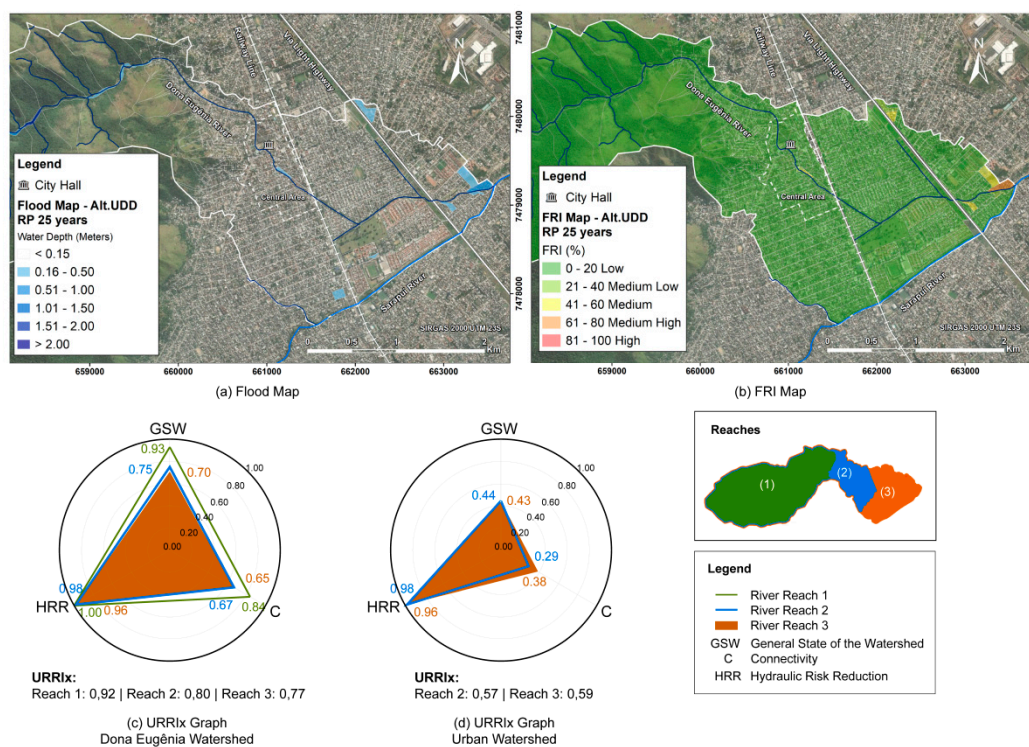 N
Railway Line
Via Light Highway
Dona Eugênia River
Central Area
Sarapuí River
SIRGAS 2000 UTM 23S
0 0.5 1 2
Km
Legend
City Hall
Flood Map - Alt.UDD
RP 25 years
Water Depth (Meters)
< 0.15
0.16 - 0.50
0.51 - 1.00
1.01 - 1.50
1.51 - 2.00
> 2.00
659000 660000 661000 662000 663000
7481000
7480000
7479000
7478000
(a) Flood Map
N
Railway Line
Via Light Highway
Dona Eugênia River
Central Area
Sarapuí River
SIRGAS 2000 UTM 23S
0 0.5 1 2
Km
Legend
City Hall
FRI Map - Alt.UDD
RP 25 years
FRI (%)
0 - 20 Low
21 - 40 Medium Low
41 - 60 Medium
61 - 80 Medium High
81 - 100 High
659000 660000 661000 662000 663000
(b) FRI Map
GSW
0.93
0.75 0.70
1.00
0.80
0.60
0.40
0.20
0.00
0.98 0.65
HRR 1.00 0.96 0.67 0.84 C
URRIx:
Reach 1: 0,92 | Reach 2: 0,80 | Reach 3: 0,77
(c) URRIx Graph
Dona Eugênia Watershed
GSW
1.00
0.80
0.60
0.44 0.43
0.40
0.20
0.00
0.29
0.98 0.38
HRR 0.96 C
URRIx:
Reach 2: 0,57 | Reach 3: 0,59
(d) URRIx Graph
Urban Watershed
Reaches
(1)
(2)
(3)
Legend
River Reach 1
River Reach 2
River Reach 3
GSW General State of the Watershed
C Connectivity
HRR Hydraulic Risk Reduction